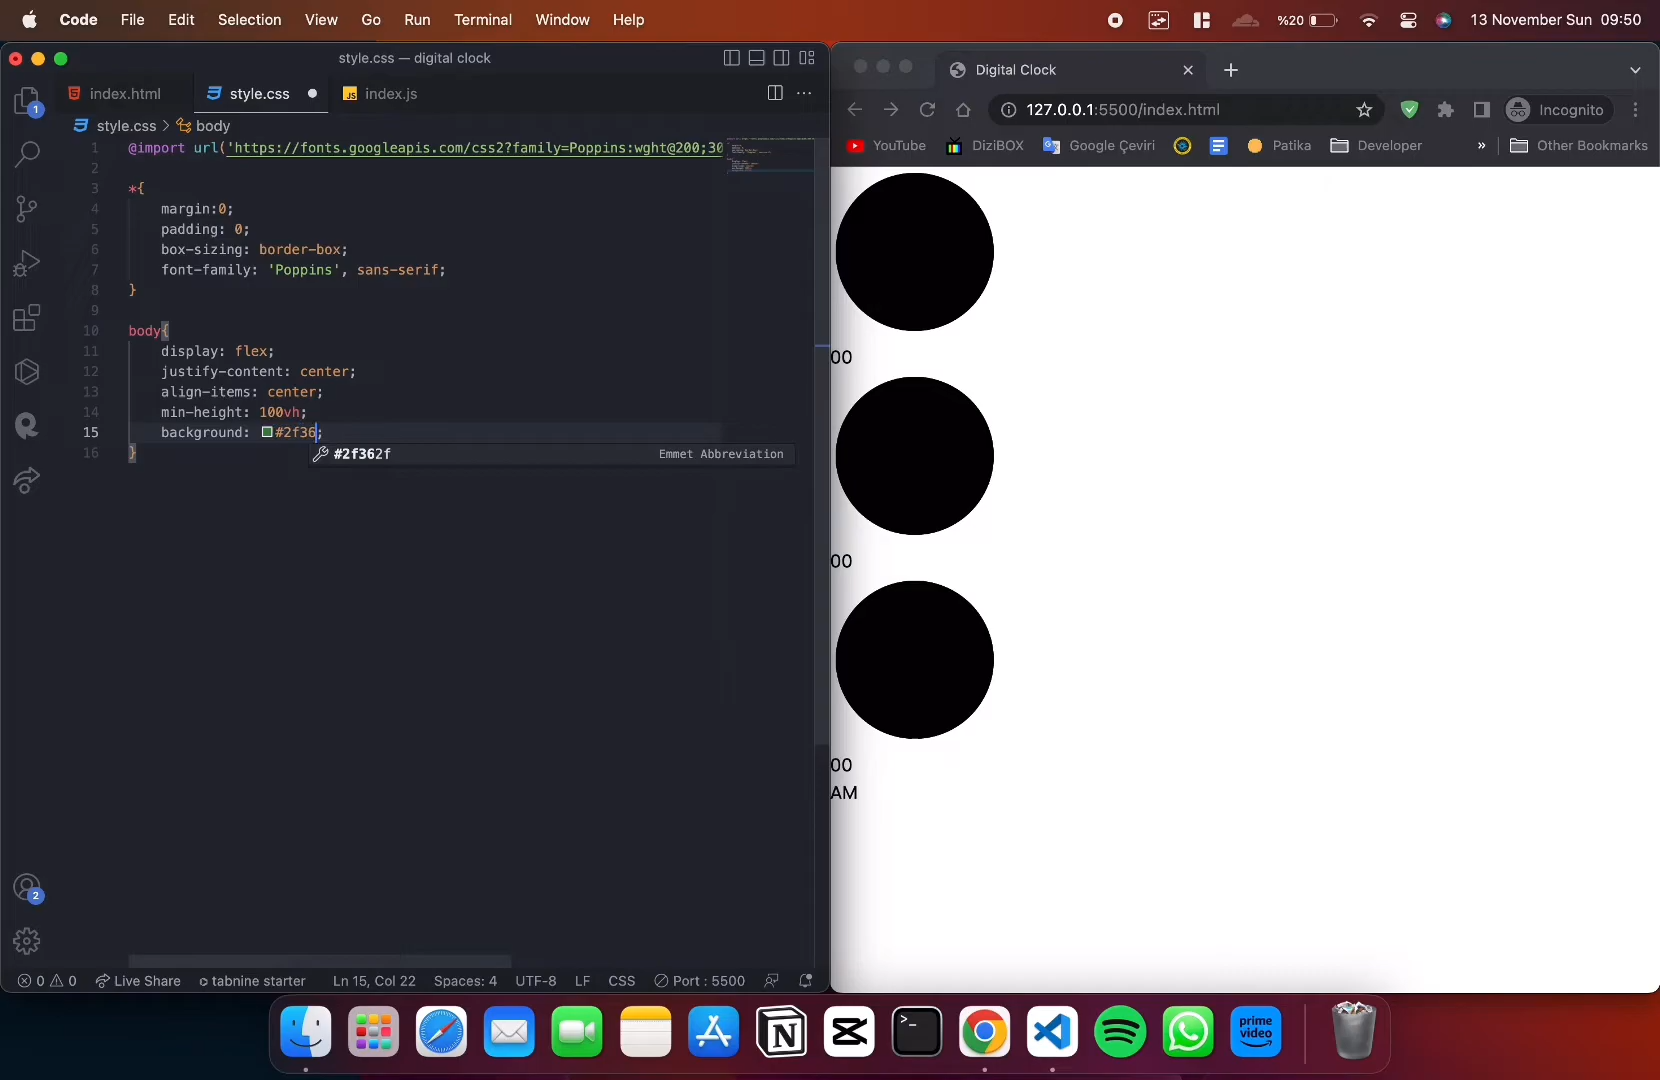 Code File Edit Selection View Go Run Terminal Window Help
%20 13 November Sun 09:50
style.css — digital clock
index.html style.css index.js
style.css > body
1 @import url('https://fonts.googleapis.com/css2?family=Poppins:wght@200;30
2
3 *{
4 margin:0;
5 padding: 0;
6 box-sizing: border-box;
7 font-family: 'Poppins', sans-serif;
8 }
9
10 body{
11 display: flex;
12 justify-content: center;
13 align-items: center;
14 min-height: 100vh;
15 background: #2f36;
16 }
#2f362f Emmet Abbreviation
1
2
0 0 Live Share tabnine starter Ln 15, Col 22 Spaces: 4 UTF-8 LF CSS Port : 5500
Digital Clock
127.0.0.1:5500/index.html Incognito
YouTube DiziBOX Google Çeviri Patika Developer » Other Bookmarks
00
00
00
AM
prime
video